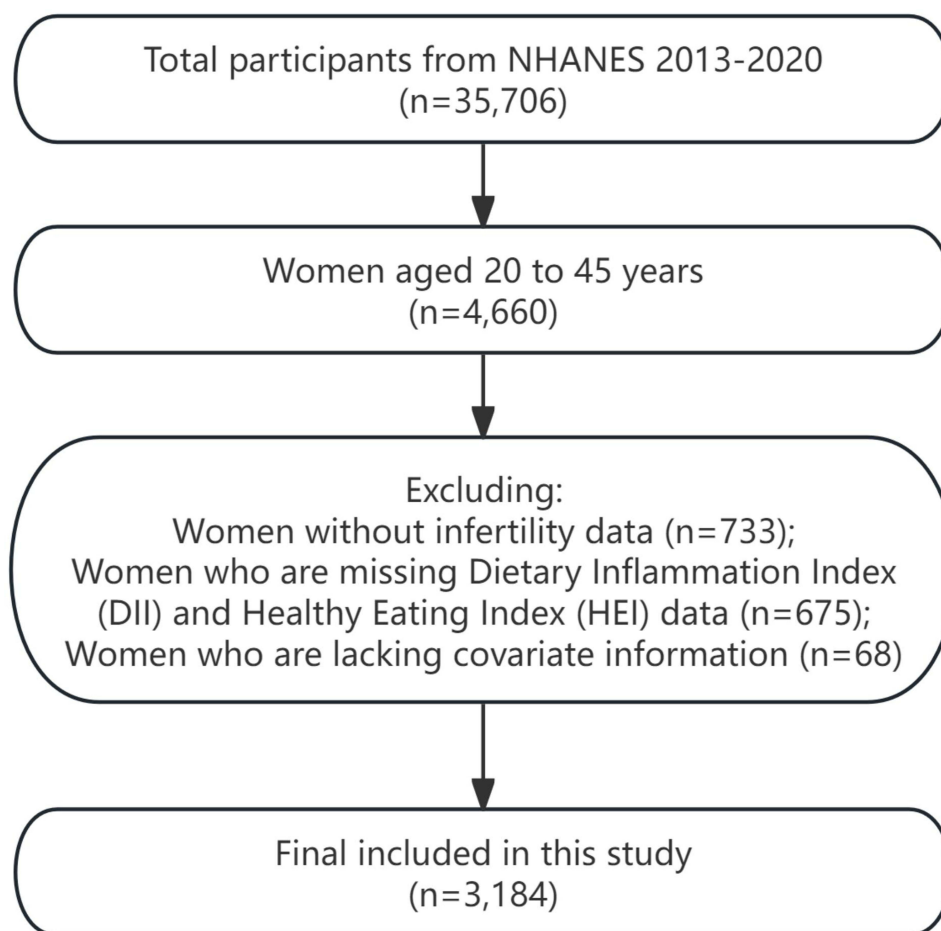 Total participants from NHANES 2013-2020
(n=35,706)
Women aged 20 to 45 years
(n=4,660)
Excluding:
Women without infertility data (n=733);
Women who are missing Dietary Inflammation Index
(DII) and Healthy Eating Index (HEI) data (n=675);
Women who are lacking covariate information (n=68)
Final included in this study
(n=3,184)